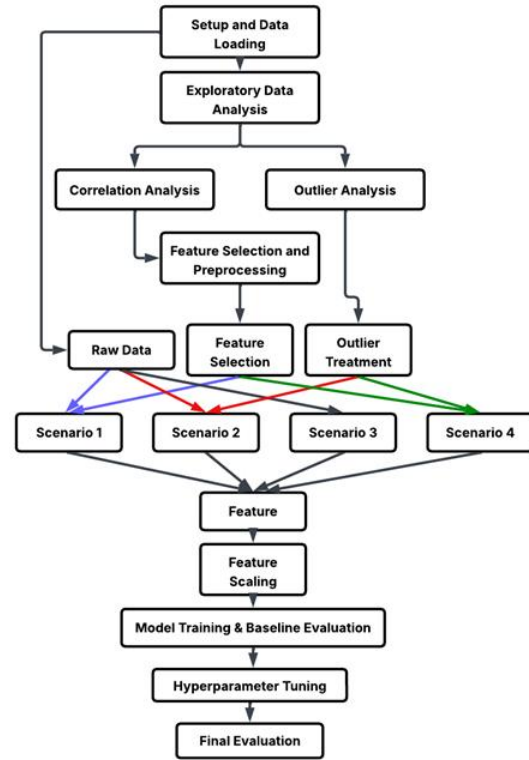 Setup and Data
Loading
Exploratory Data
Analysis
Correlation Analysis
Outlier Analysis
Feature Selection and
Preprocessing
Raw Data
Feature
Selection
Outlier
Treatment
Scenario 1
Scenario 2
Scenario 3
Scenario 4
Feature
Feature
Scaling
Model Training & Baseline Evaluation
Hyperparameter Tuning
Final Evaluation